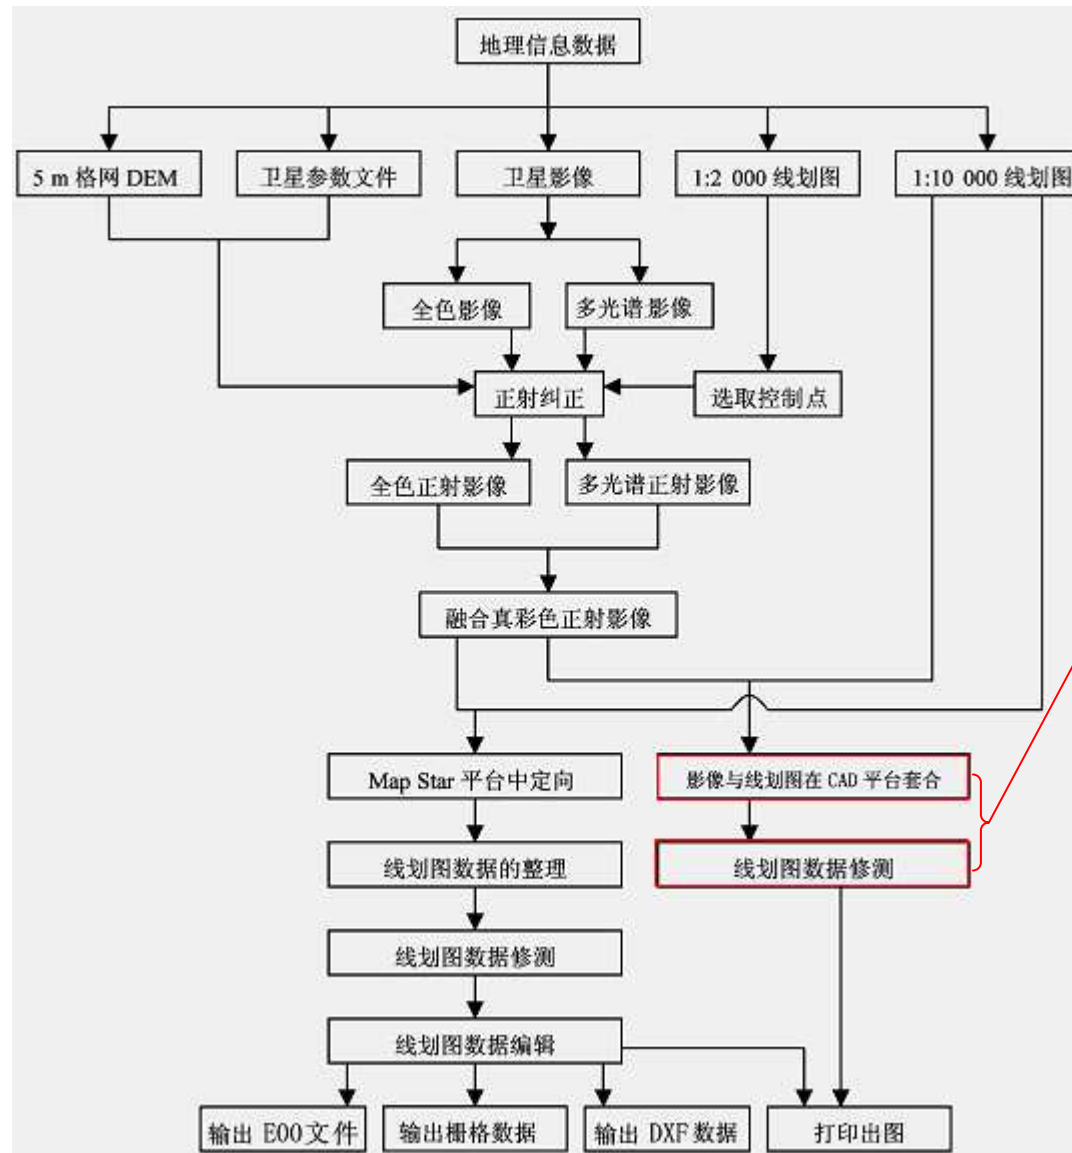 地理信息数据
5 m 格网 DEM
卫星参数文件
卫星影像
1:2 000 线划图
1:10 000 线划图
全色影像
多光谱影像
正射纠正
选取控制点
全色正射影像
多光谱正射影像
融合真彩色正射影像
Map Star 平台中定向
影像与线划图在 CAD 平台套合
线划图数据的整理
线划图数据修测
线划图数据修测
线划图数据编辑
输出 E00 文件
输出栅格数据
输出 DXF 数据
打印出图